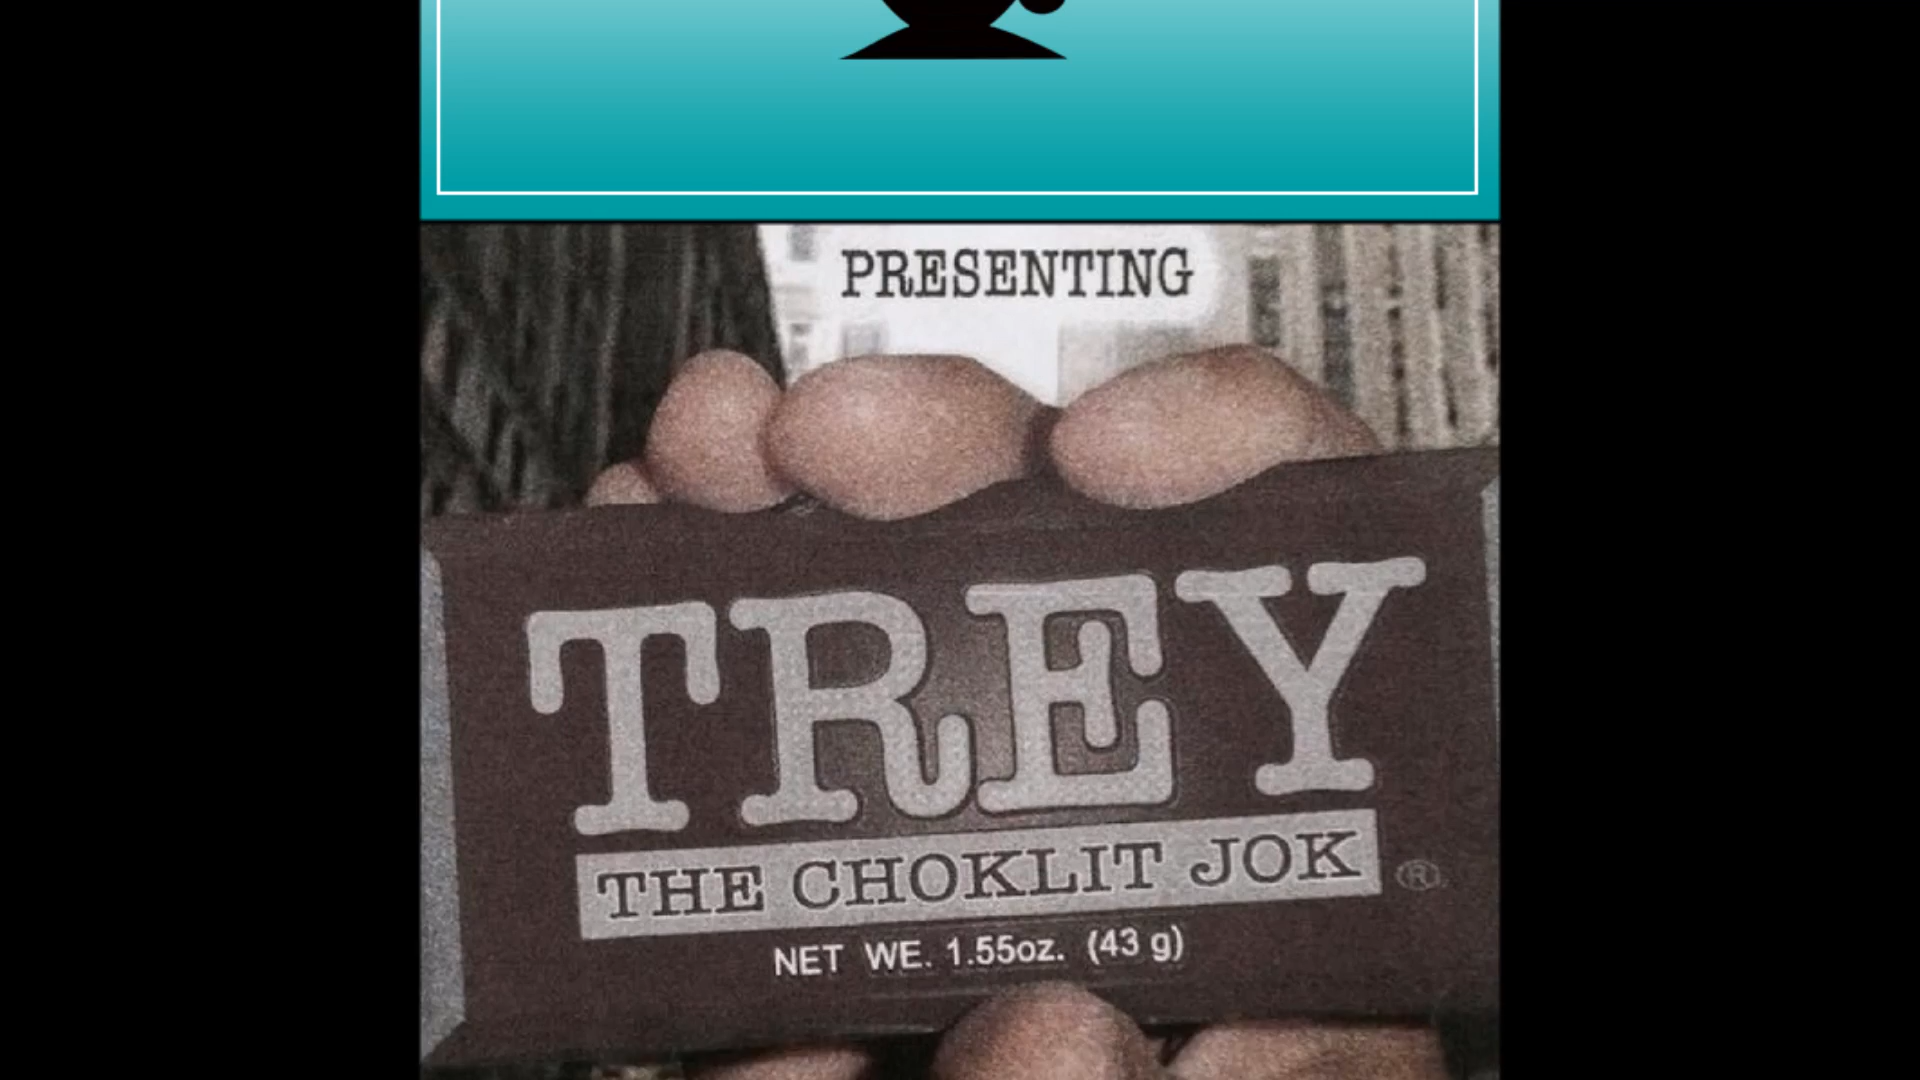 PRESENTING
TREY
THE CHOKLIT JOK ®
NET WE. 1.55oz. (43 g)